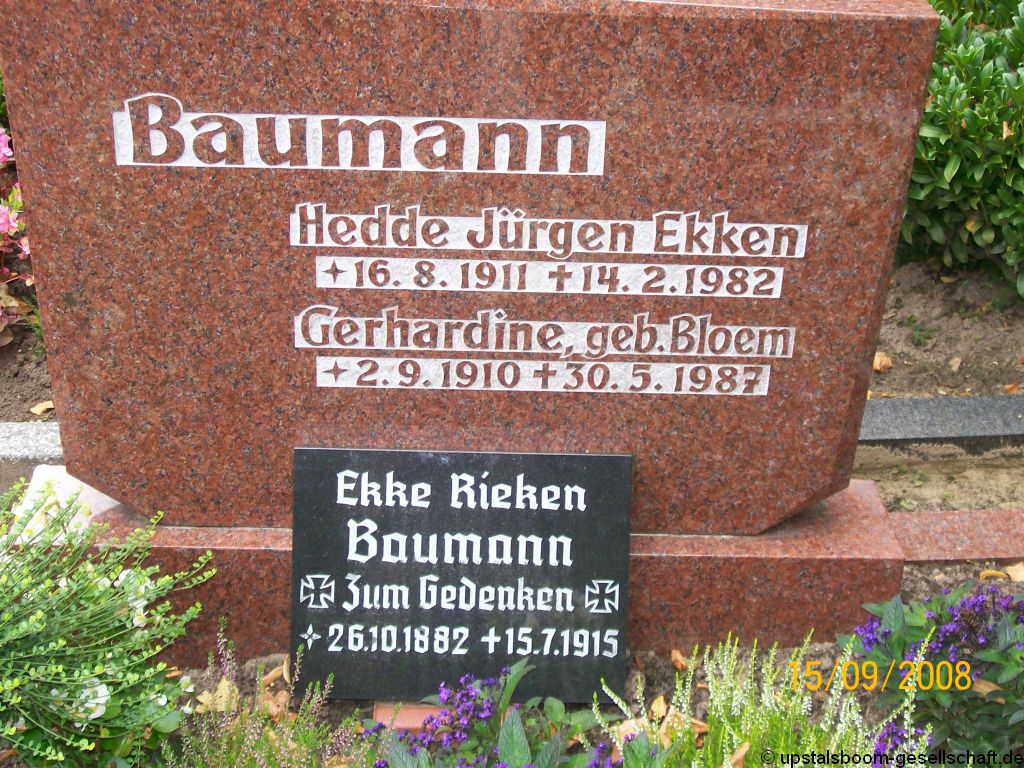 Baumann
Hedde Jürgen Ekken
✦16. 8. 1911 ✝14. 2. 1982
Gerhardine, geb. Bloem
✦2. 9. 1910 ✝30. 5. 1987
Ekke Rieken
Baumann
Zum Gedenken
✦ 26.10.1882 ✝15.7.1915
15/09/2008
© upstalsboom-gesellschaft.de